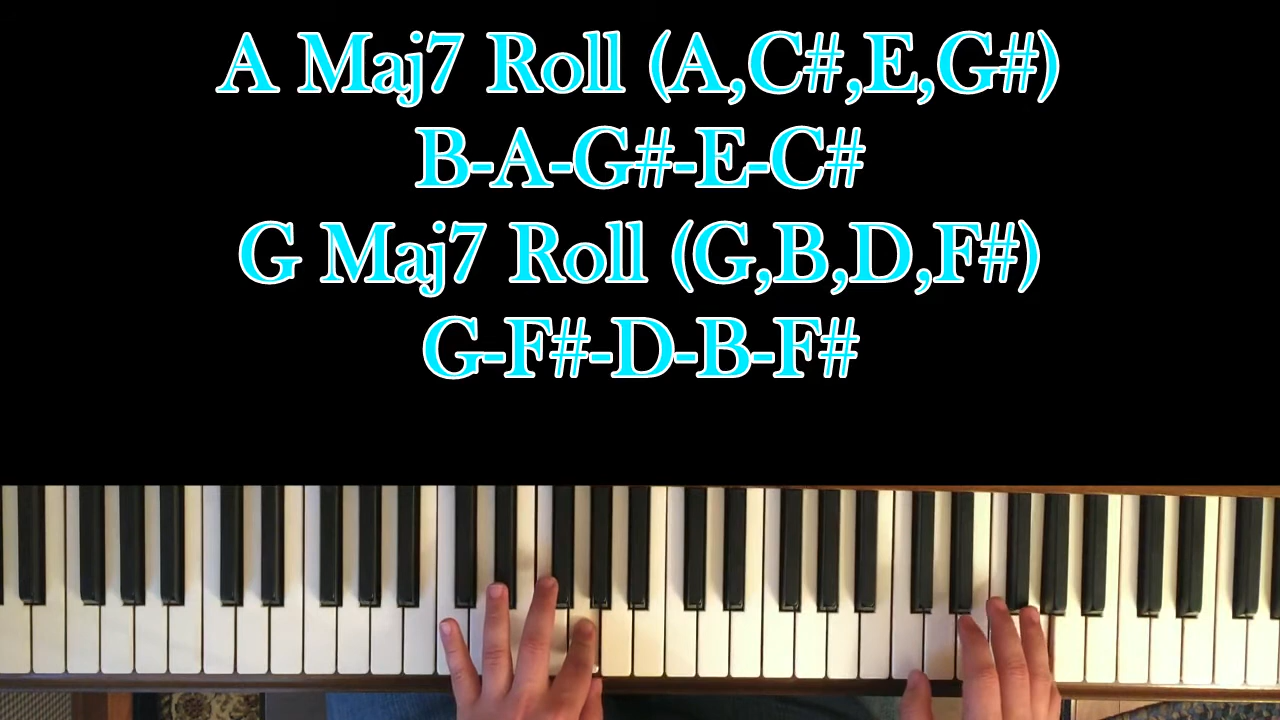 A Maj7 Roll (A,C#,E,G#)
B-A-G#-E-C#
G Maj7 Roll (G,B,D,F#)
G-F#-D-B-F#